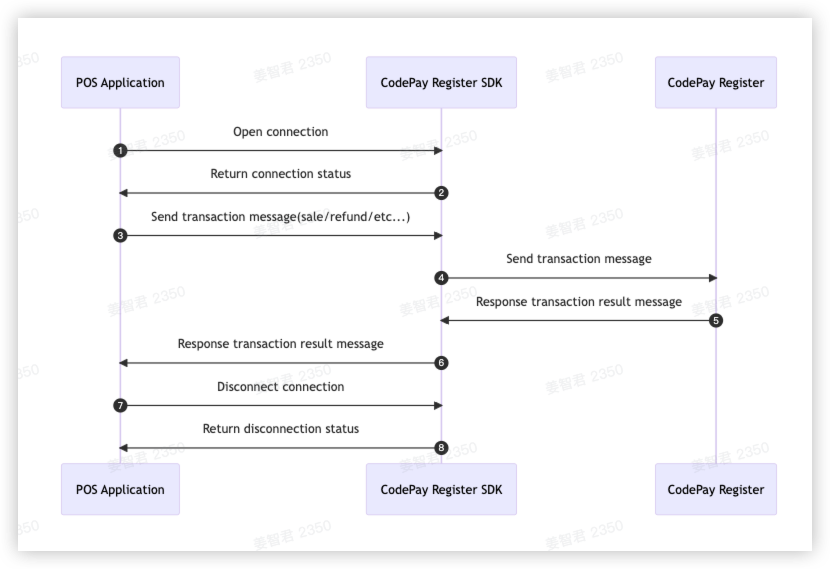 POS Application
CodePay Register SDK
CodePay Register
Open connection
1
Return connection status
2
Send transaction message(sale/refund/etc...)
3
Send transaction message
4
Response transaction result message
5
Response transaction result message
6
Disconnect connection
7
Return disconnection status
8
POS Application
CodePay Register SDK
CodePay Register
姜智君 2350